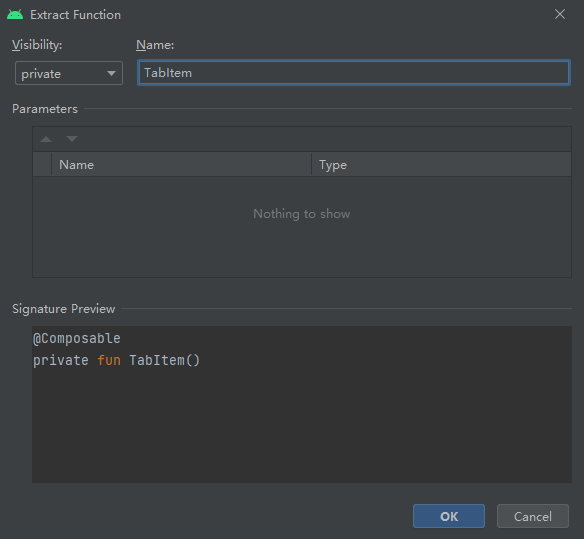 Extract Function
Visibility: Name:
private TabItem
Parameters
Name Type
Nothing to show
Signature Preview
@Composable
private fun TabItem()
OK Cancel